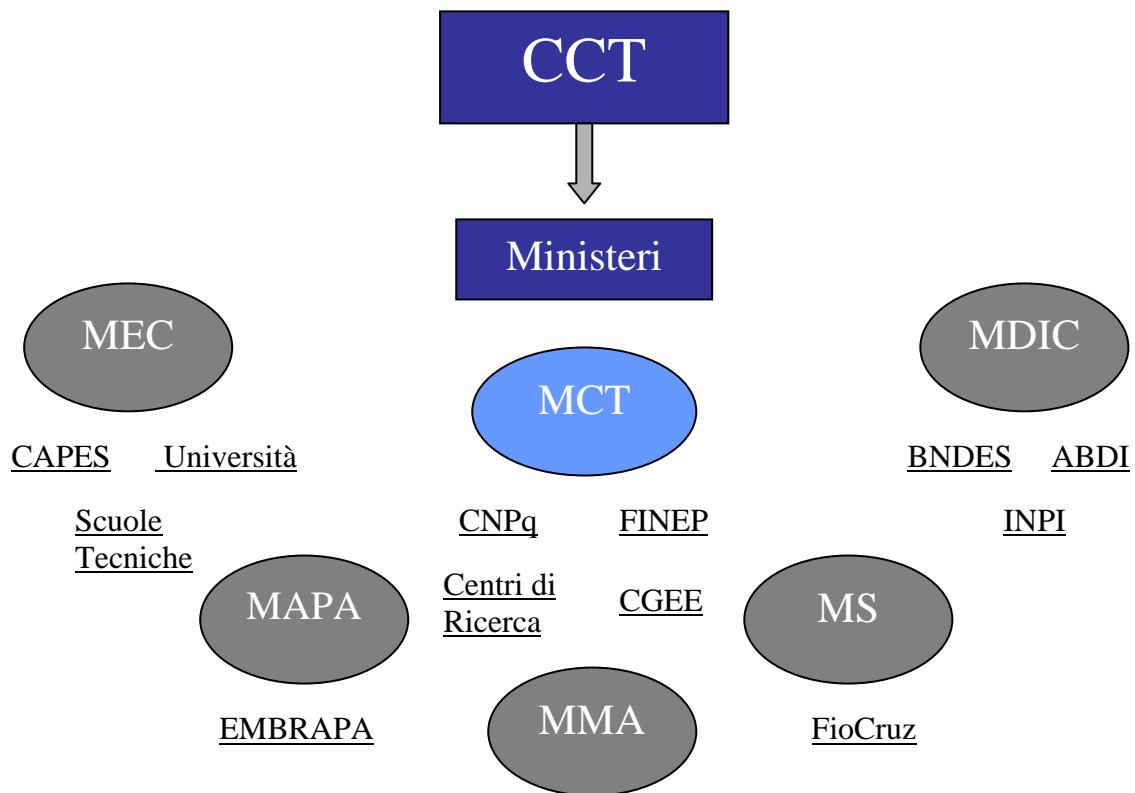 CCT
Ministeri
MEC
MDIC
MCT
CAPES Università
BNDES ABDI
Scuole
Tecniche
CNPq FINEP
INPI
MAPA
Centri di
Ricerca
CGEE
MS
EMBRAPA
MMA
FioCruz